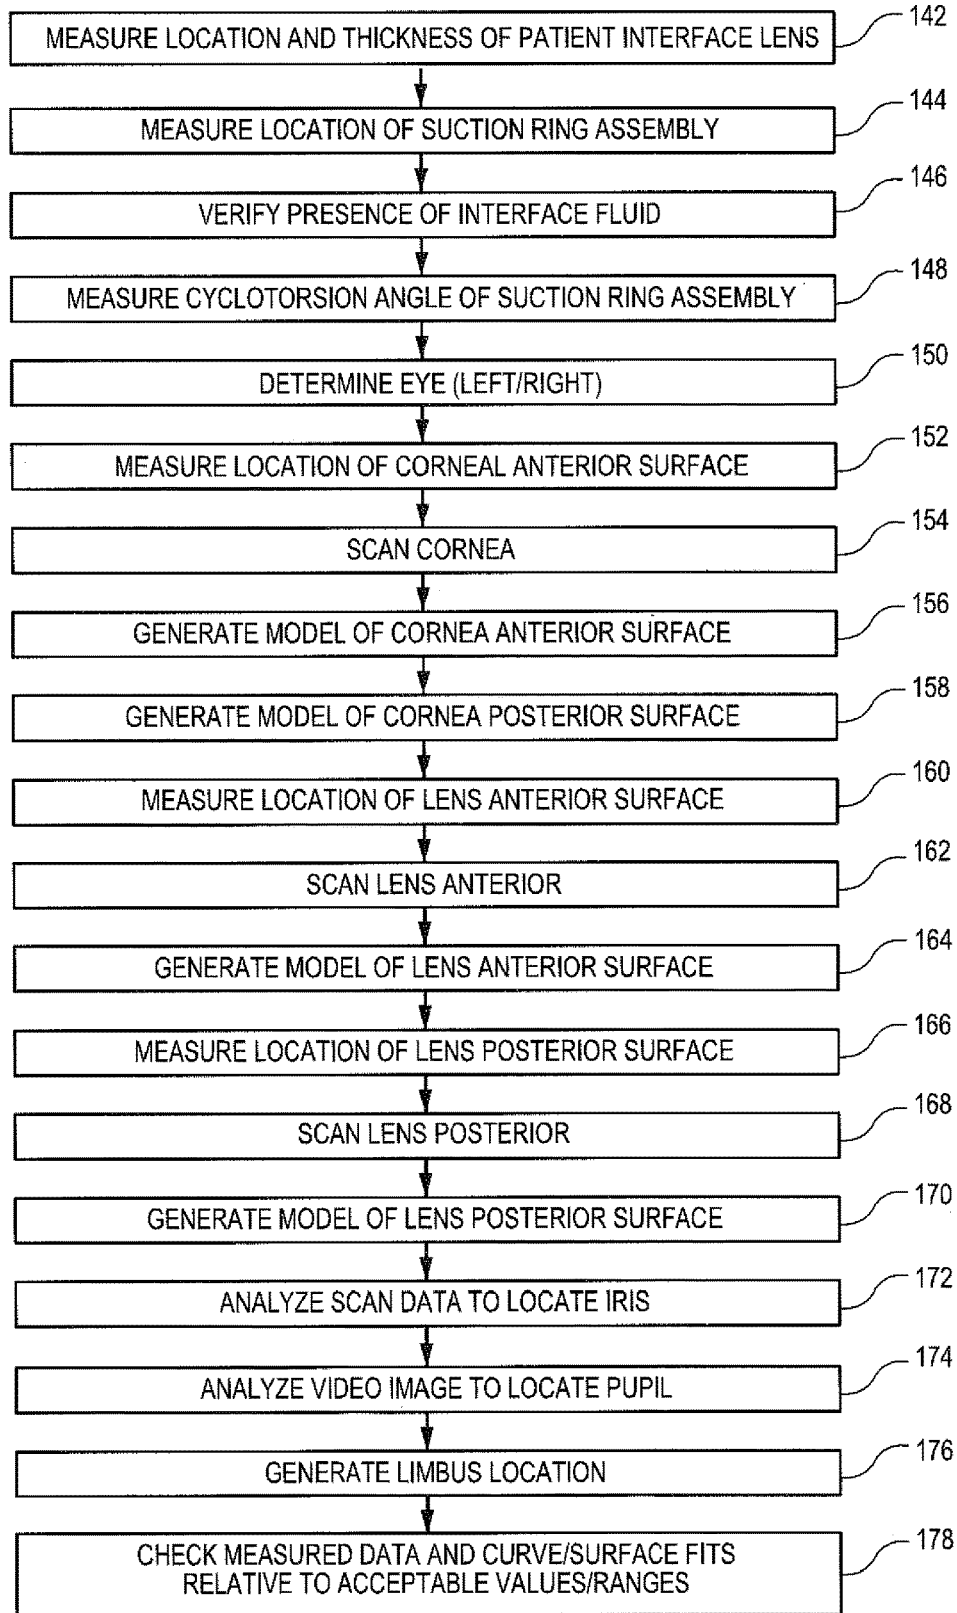 MEASURE LOCATION AND THICKNESS OF PATIENT INTERFACE LENS
142
MEASURE LOCATION OF SUCTION RING ASSEMBLY
144
VERIFY PRESENCE OF INTERFACE FLUID
146
MEASURE CYCLOTORSION ANGLE OF SUCTION RING ASSEMBLY
148
DETERMINE EYE (LEFT/RIGHT)
150
MEASURE LOCATION OF CORNEAL ANTERIOR SURFACE
152
SCAN CORNEA
154
GENERATE MODEL OF CORNEA ANTERIOR SURFACE
156
GENERATE MODEL OF CORNEA POSTERIOR SURFACE
158
MEASURE LOCATION OF LENS ANTERIOR SURFACE
160
SCAN LENS ANTERIOR
162
GENERATE MODEL OF LENS ANTERIOR SURFACE
164
MEASURE LOCATION OF LENS POSTERIOR SURFACE
166
SCAN LENS POSTERIOR
168
GENERATE MODEL OF LENS POSTERIOR SURFACE
170
ANALYZE SCAN DATA TO LOCATE IRIS
172
ANALYZE VIDEO IMAGE TO LOCATE PUPIL
174
GENERATE LIMBUS LOCATION
176
CHECK MEASURED DATA AND CURVE/SURFACE FITS
RELATIVE TO ACCEPTABLE VALUES/RANGES
178